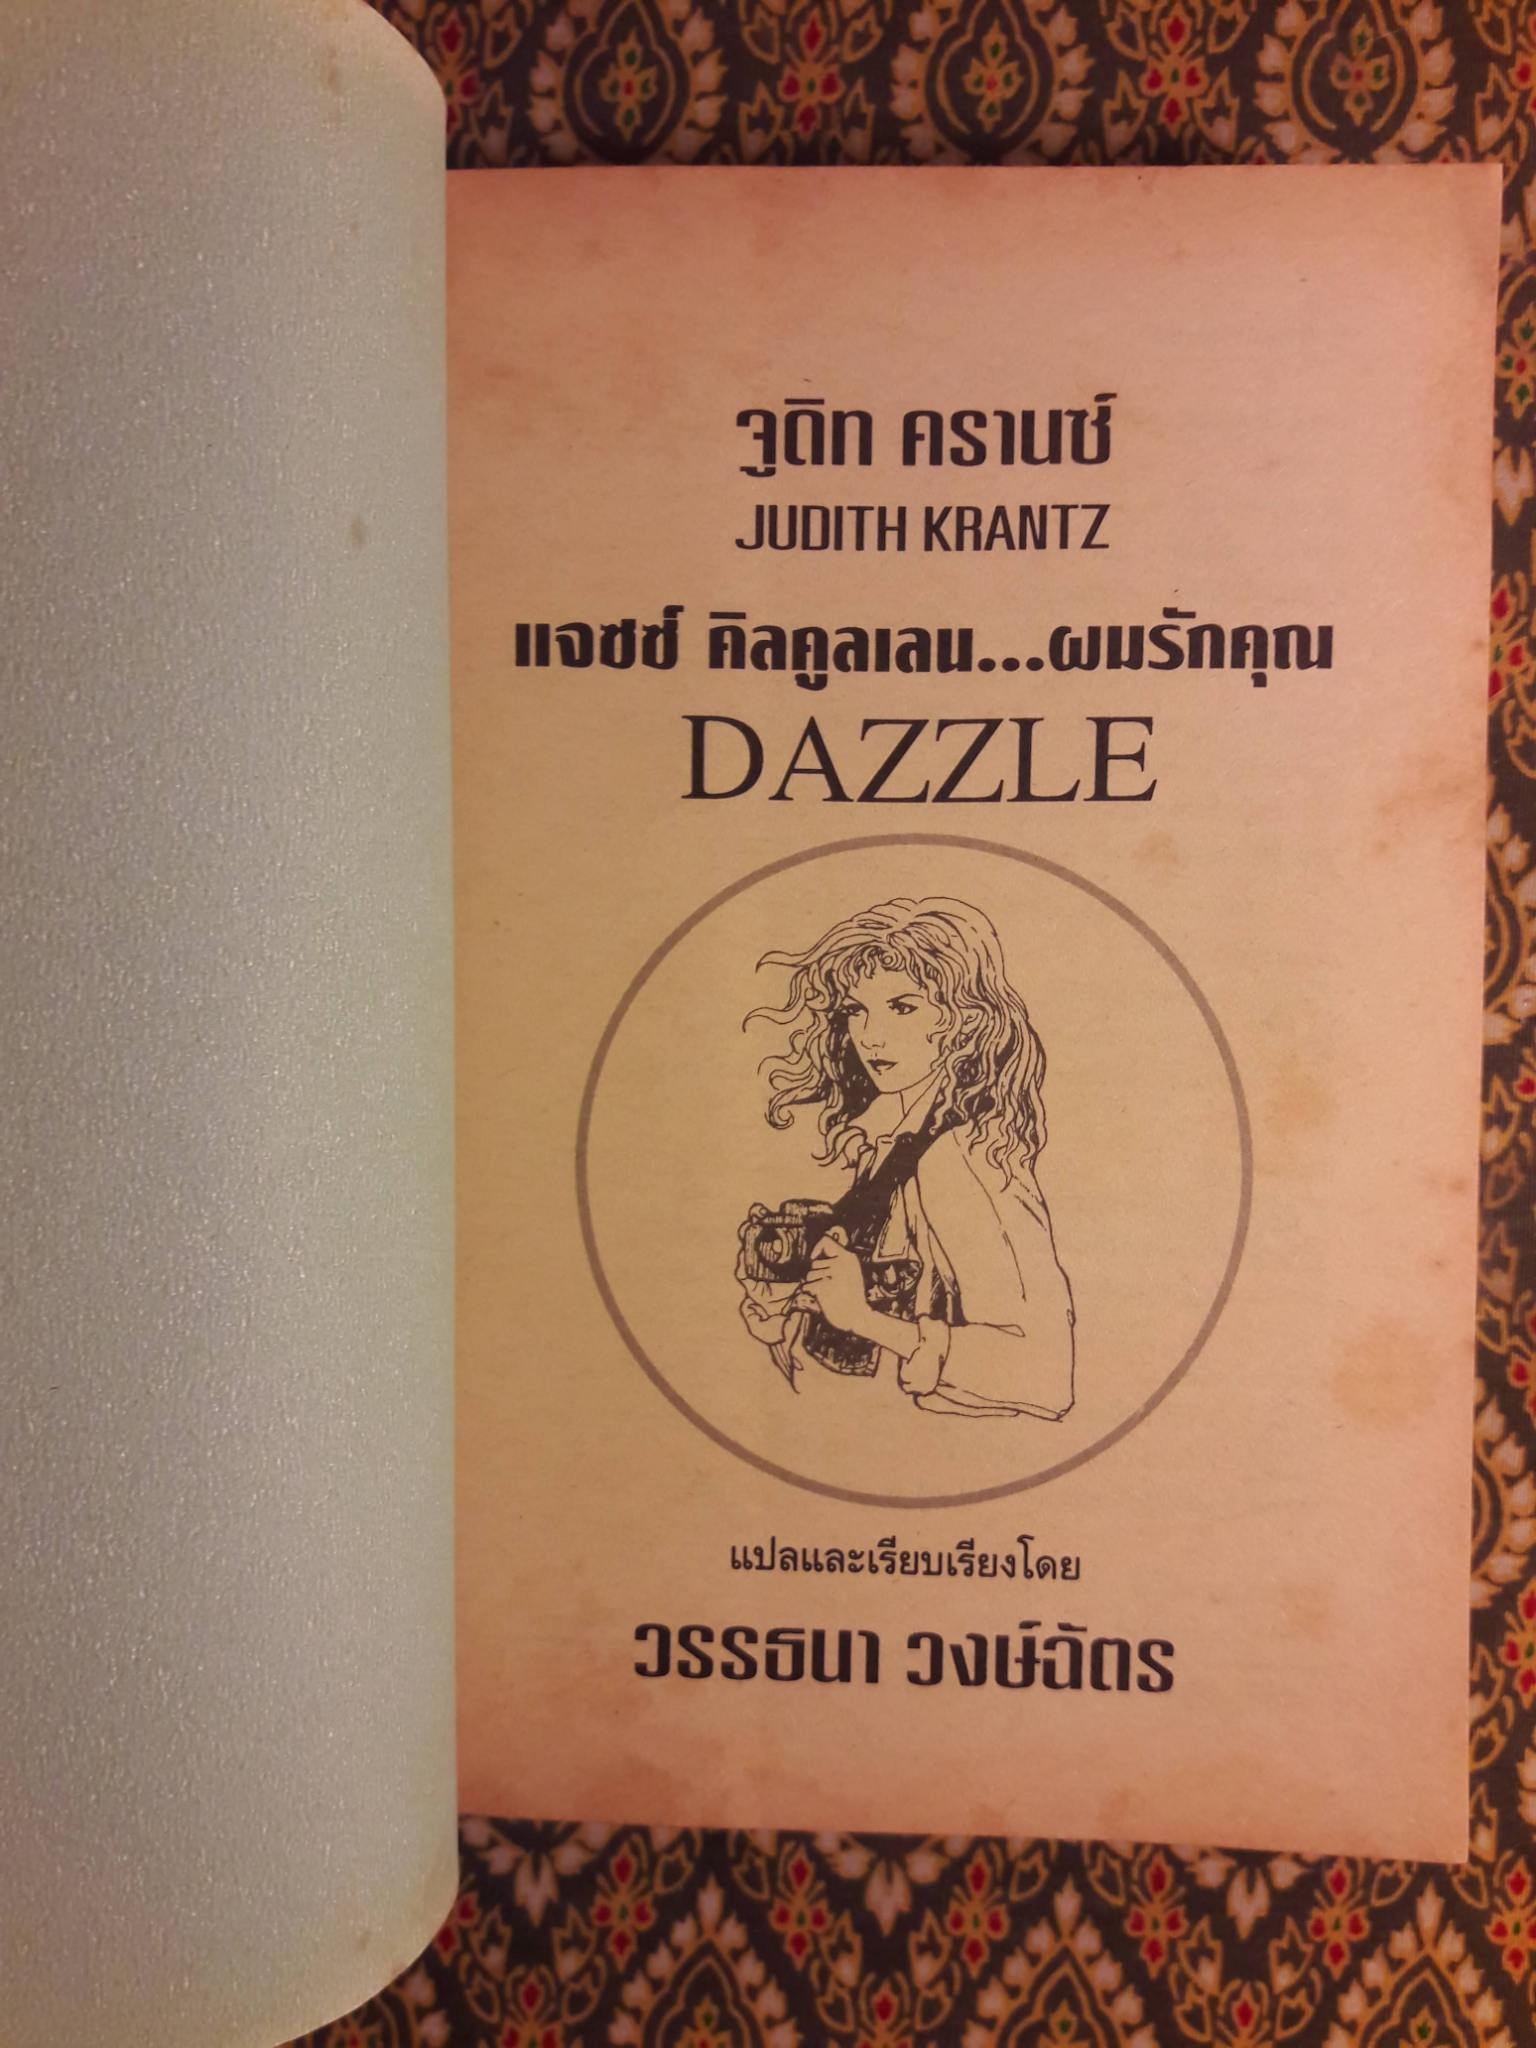 จูดิท ครานซ์
JUDITH KRANTZ
แจซซ์ คิลคูลเลน...ผมรักคุณ
DAZZLE
แปลและเรียบเรียงโดย
วรรธนา วงษ์ฉัตร